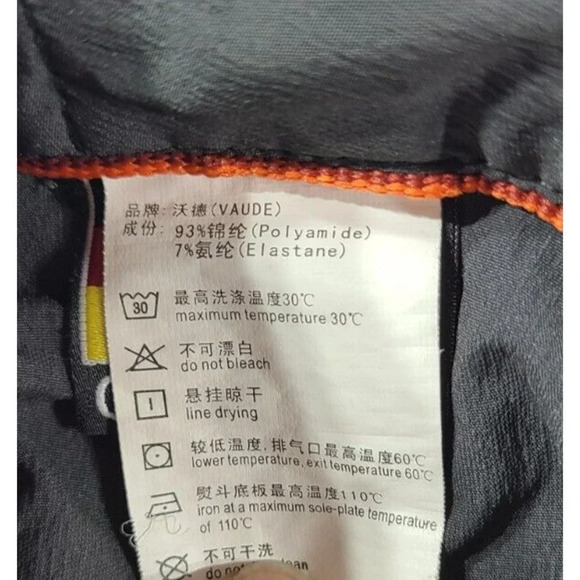 品牌: 沃德(VAUDE)
成份: 93%锦纶(Polyamide)
7%氨纶(Elastane)
30 最高洗涤温度30℃
maximum temperature 30℃
不可漂白
do not bleach
悬挂晾干
line drying
较低温度, 排气口最高温度60℃
lower temperature, exit temperature 60℃
熨斗底板最高温度110℃
iron at a maximum sole-plate temperature
of 110℃
不可干洗
do not